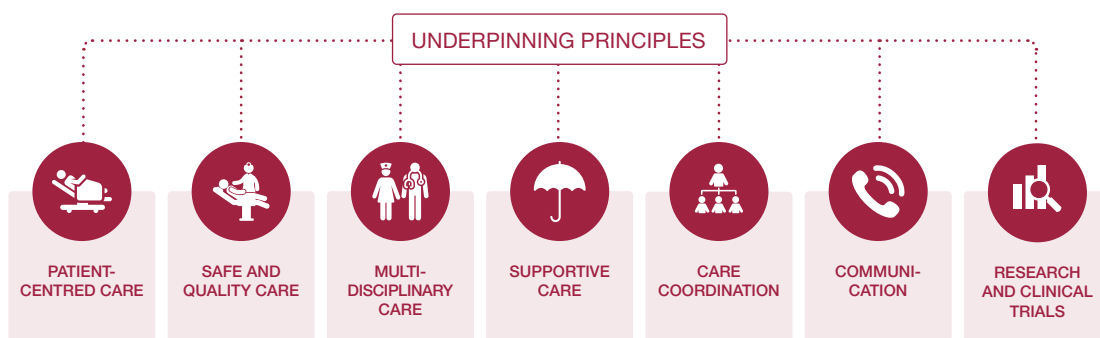 UNDERPINNING PRINCIPLES
PATIENT-
CENTRED CARE
SAFE AND
QUALITY CARE
MULTI-
DISCIPLINARY
CARE
SUPPORTIVE
CARE
CARE
COORDINATION
COMMUNI-
CATION
RESEARCH
AND CLINICAL
TRIALS